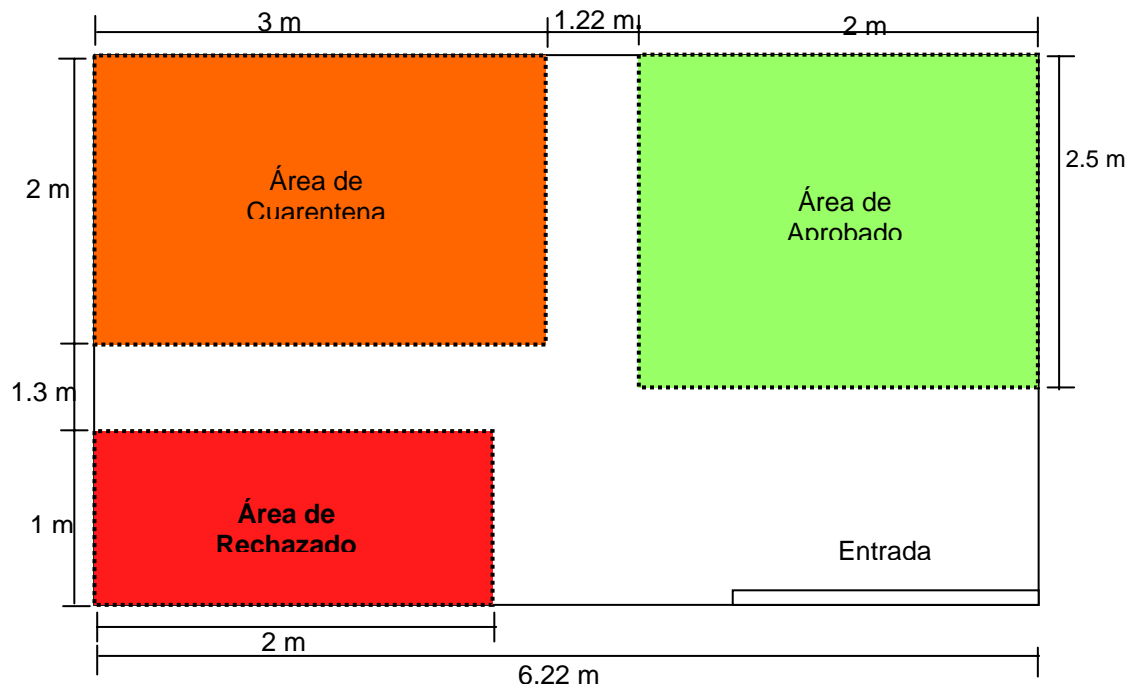 3 m
1.22 m.
2 m
2 m
Área de
Cuarentena
Área de
Aprobado
2.5 m
1.3 m
1 m
Área de
Rechazado
Entrada
2 m
6.22 m